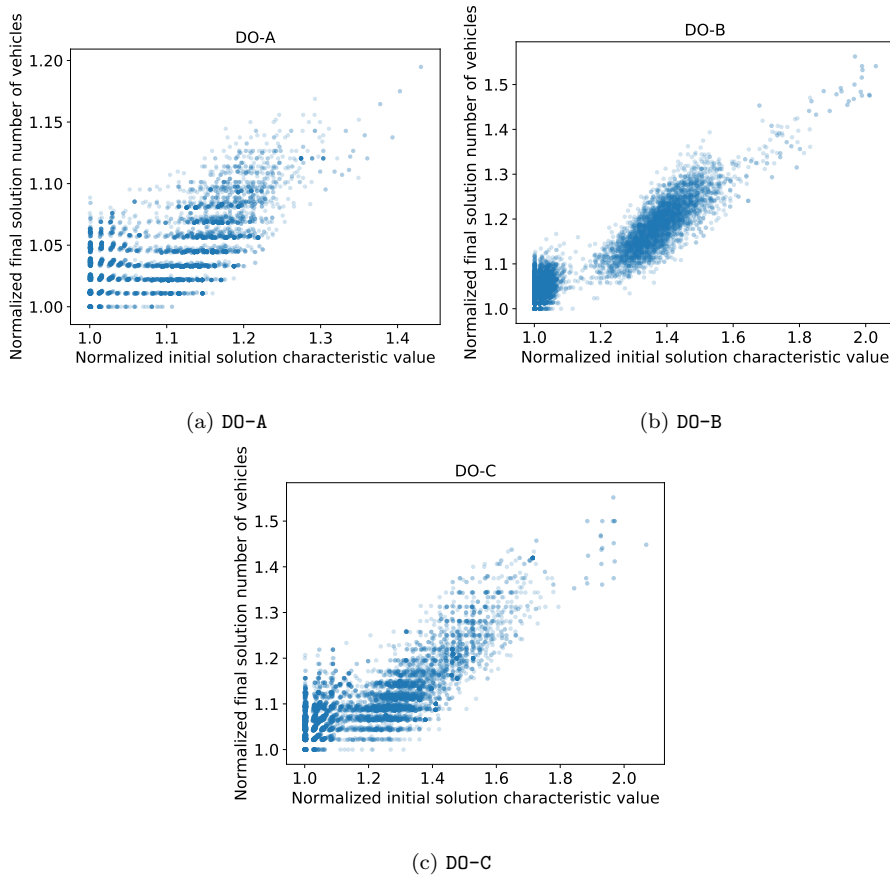 DO-A
Normalized final solution number of vehicles
1.20
1.15
1.10
1.05
1.00
1.0
1.1
1.2
1.3
1.4
Normalized initial solution characteristic value
(a) DO-A
DO-B
Normalized final solution number of vehicles
1.5
1.4
1.3
1.2
1.1
1.0
1.0
1.2
1.4
1.6
1.8
2.0
Normalized initial solution characteristic value
(b) DO-B
DO-C
Normalized final solution number of vehicles
1.5
1.4
1.3
1.2
1.1
1.0
1.0
1.2
1.4
1.6
1.8
2.0
Normalized initial solution characteristic value
(c) DO-C